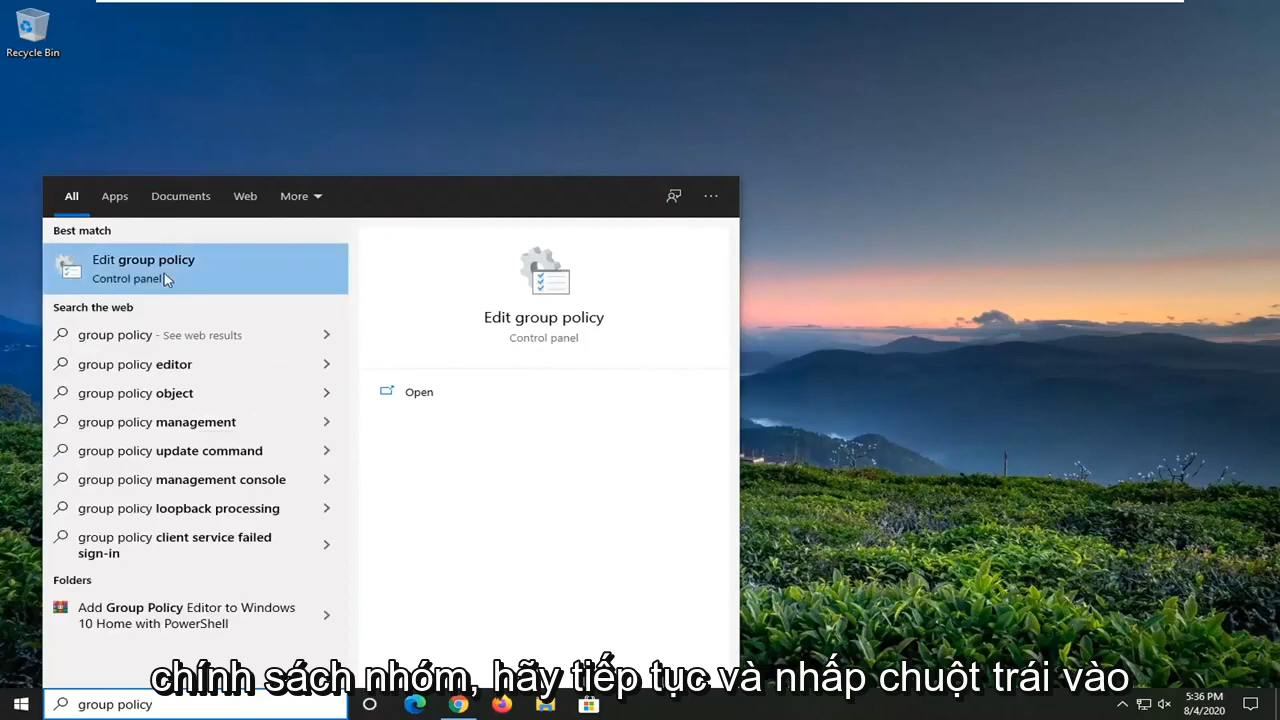 Recycle Bin
All Apps Documents Web More
Best match
Edit group policy
Control panel
Search the web
group policy - See web results
group policy editor
group policy object
group policy management
group policy update command
group policy management console
group policy loopback processing
group policy client service failed
sign-in
Folders
Add Group Policy Editor to Windows
10 Home with PowerShell
Edit group policy
Control panel
Open
chính sách nhóm, hãy tiếp tục và nhấp chuột trái vào
group policy
5:36 PM
8/4/2020